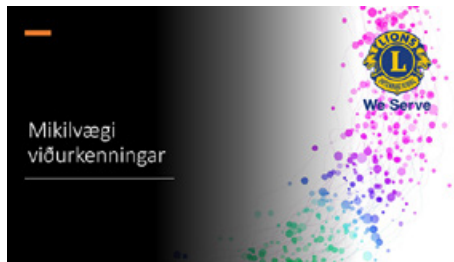 LIONS
L
INTERNATIONAL
We Serve
Mikilvægi
viðurkenningar